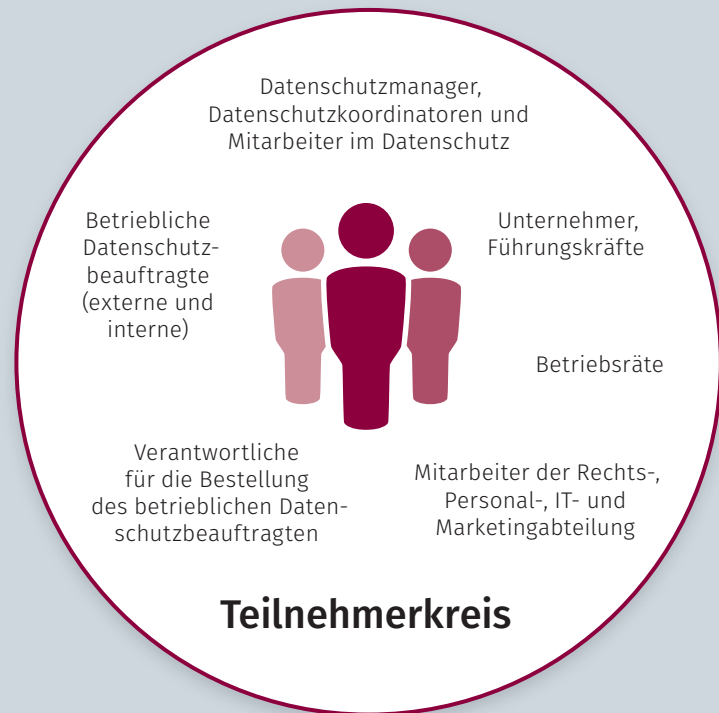 Datenschutzmanager,
Datenschutzkoordinatoren und
Mitarbeiter im Datenschutz
Betriebliche
Datenschutz-
beauftragte
(externe und
interne)
Unternehmer,
Führungskräfte
Betriebsräte
Verantwortliche
für die Bestellung
des betrieblichen Daten-
schutzbeauftragten
Mitarbeiter der Rechts-,
Personal-, IT- und
Marketingabteilung
Teilnehmerkreis